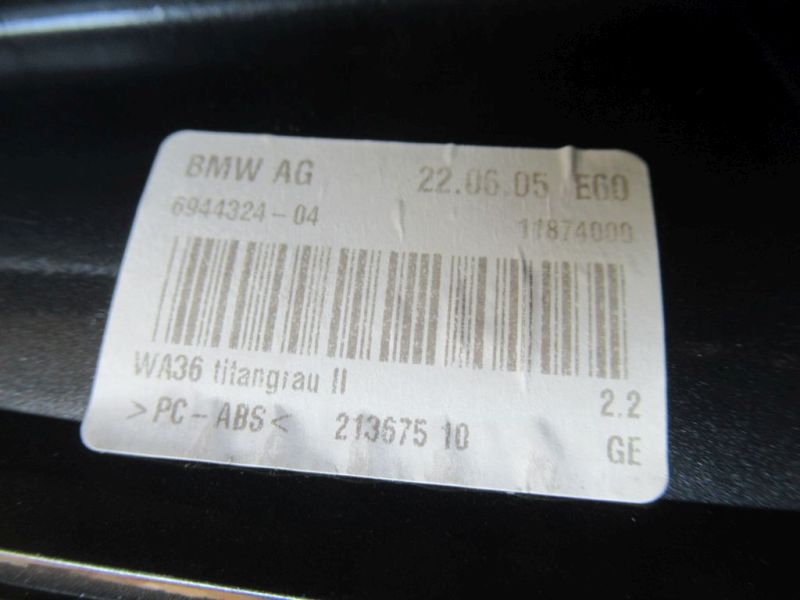 BMW AG 22.06.05 E60
6944324-04 11874000
WA36 titangrau II 2.2
>PC-ABS< 213675 10 GE